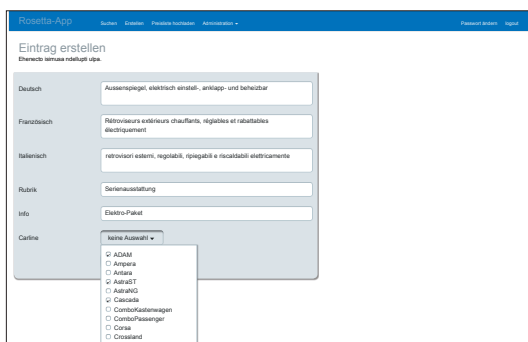 Rosetta-App Suchen Erstellen Preisliste hochladen Administration Passwort ändern logout
Eintrag erstellen
Ehenecto isimusa ndellupti ulpa.
Deutsch Aussenspiegel, elektrisch einstell-, anklapp- und beheizbar
Französisch Rétroviseurs extérieurs chauffants, réglables et rabattables
électriquement
Italienisch retrovisori esterni, regolabili, ripiegabili e riscaldabili elettricamente
Rubrik Serienausstattung
Info Elektro-Paket
Carline keine Auswahl
ADAM
Ampera
Antara
AstraST
AstraNG
Cascada
ComboKastenwagen
ComboPassenger
Corsa
Crossland